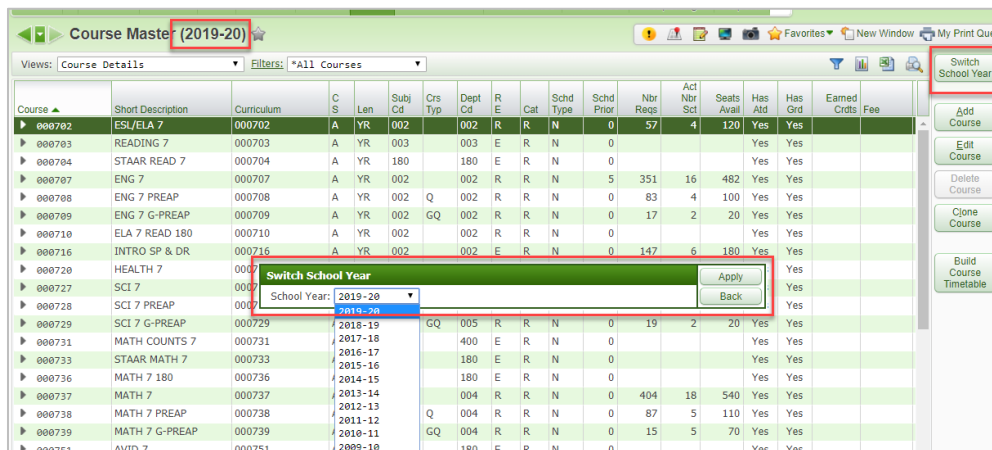 Course Master (2019-20)
Favorites New Window My Print Que
Views: Course Details Filters: *All Courses
Switch School Year
Course Short Description Curriculum C S Len Subj Cd Crs Typ Dept Cd R E Cat Schd Type Schd Prior Nbr Reqs Act Nbr Sct Seats Avail Has Atd Has Grd Earned Crdts Fee
000702 ESL/ELA 7 000702 A YR 002 002 R R N 0 57 4 120 Yes Yes
Add Course
000703 READING 7 000703 A YR 003 003 E R N 0 Yes Yes
Edit Course
000704 STAAR READ 7 000704 A YR 180 180 E R N 0 Yes Yes
000707 ENG 7 000707 A YR 002 002 R R N 5 351 16 482 Yes Yes
Delete Course
000708 ENG 7 PREAP 000708 A YR 002 Q 002 R R N 0 83 4 100 Yes Yes
000709 ENG 7 G-PREAP 000709 A YR 002 GQ 002 R R N 0 17 2 20 Yes Yes
Clone Course
000710 ELA 7 READ 180 000710 A YR 002 002 R R N 0 Yes Yes
000716 INTRO SP & DR 000716 A YR 002 002 E R N 0 147 6 180 Yes Yes
Build Course Timetable
000720 HEALTH 7 0007
Switch School Year Apply
000727 SCI 7 0007
School Year: 2019-20 Back
000728 SCI 7 PREAP 0007
2019-20
000729 SCI 7 G-PREAP 000729 2018-19 GQ 005 R R N 0 19 2 20 Yes Yes
000731 MATH COUNTS 7 000731 2017-18 400 E R N 0 Yes Yes
2016-17
000733 STAAR MATH 7 000733 2015-16 180 E R N 0 Yes Yes
000736 MATH 7 180 000736 2014-15 180 E R N 0 Yes Yes
000737 MATH 7 000737 2013-14 004 R R N 0 404 18 540 Yes Yes
2012-13
000738 MATH 7 PREAP 000738 2011-12 Q 004 R R N 0 87 5 110 Yes Yes
000739 MATH 7 G-PREAP 000739 2010-11 GQ 004 R R N 0 15 5 70 Yes Yes
000751 AVID 7 000751 2009-10 180 E R N 0 Yes Yes